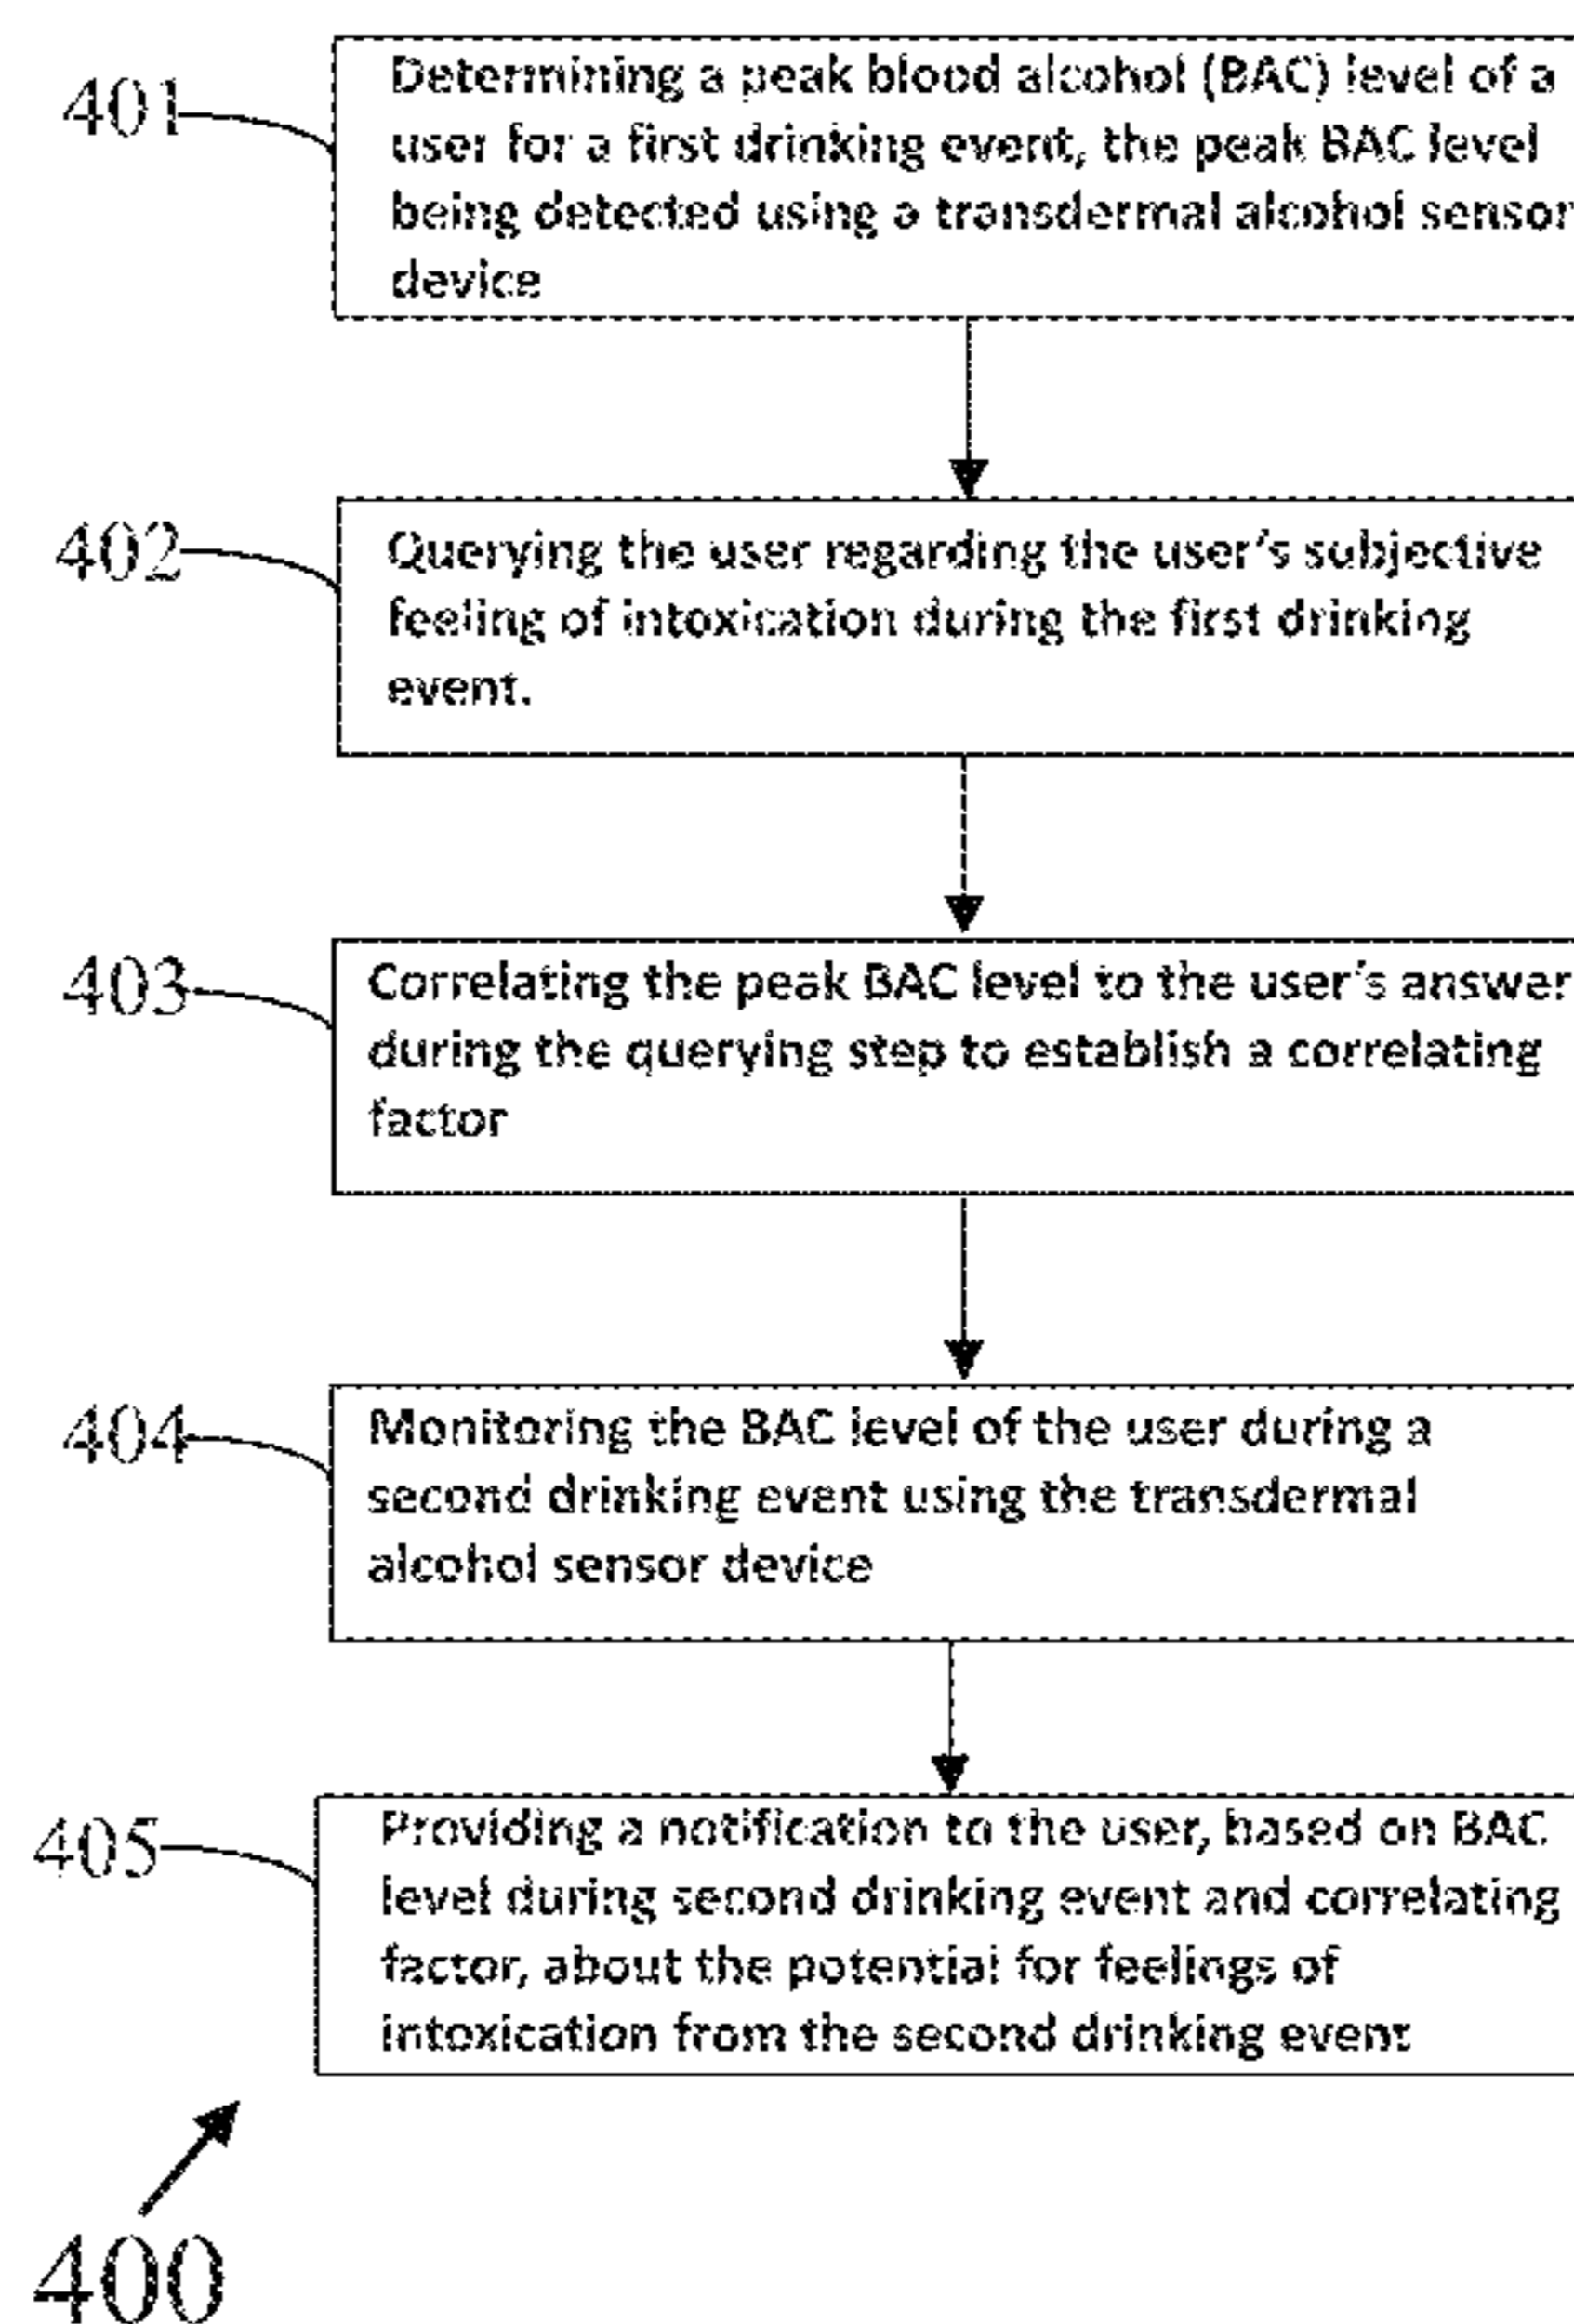 401
Determining a peak blood alcohol (BAC) level of a
user for a first drinking event, the peak BAC level
being detected using a transdermal alcohol sensor
device
402
Querying the user regarding the user's subjective
feeling of intoxication during the first drinking
event.
403
Correlating the peak BAC level to the user's answer
during the querying step to establish a correlating
factor
404
Monitoring the BAC level of the user during a
second drinking event using the transdermal
alcohol sensor device
405
Providing a notification to the user, based on BAC
level during second drinking event and correlating
factor, about the potential for feelings of
intoxication from the second drinking event
400